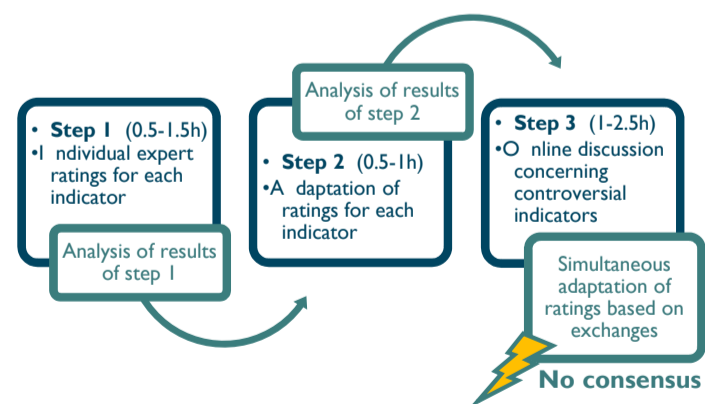 • Step 1 (0.5-1.5h)
•I ndividual expert
ratings for each
indicator
Analysis of results
of step 1
Analysis of results
of step 2
• Step 2 (0.5-1h)
•A daptation of
ratings for each
indicator
• Step 3 (1-2.5h)
•O nline discussion
concerning
controversial
indicators
Simultaneous
adaptation of
ratings based on
exchanges
No consensus